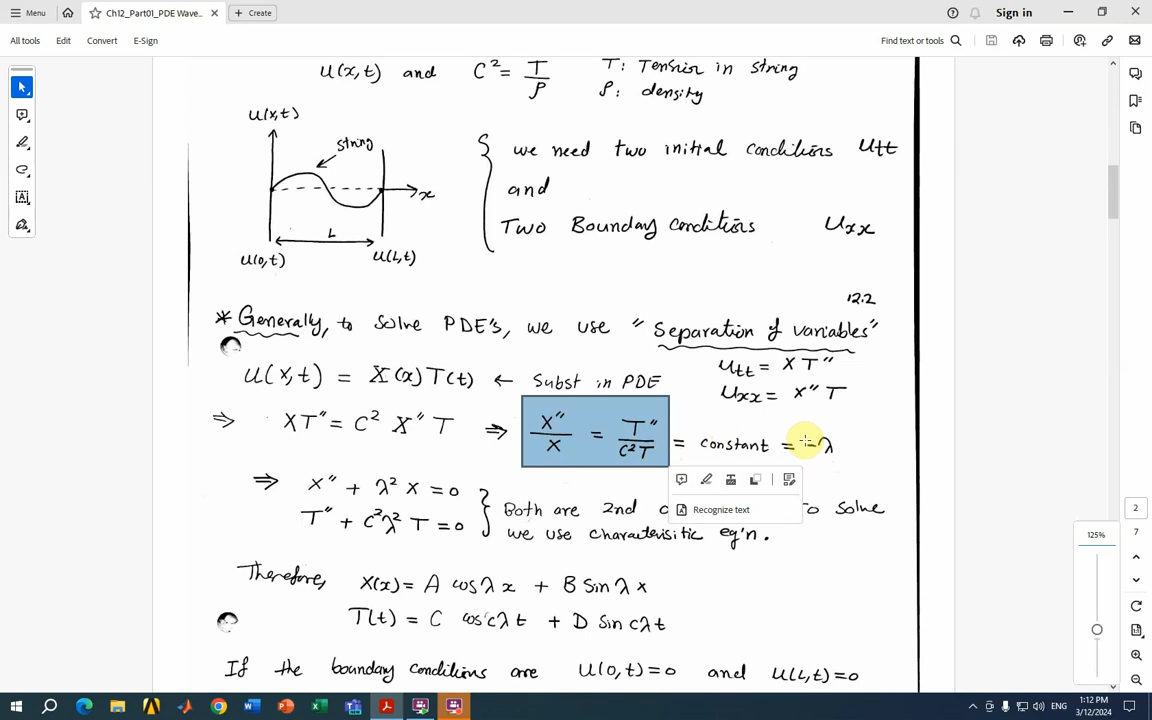 Menu
Ch12_Part01_PDE Wave...
Create
Sign in
All tools
Edit
Convert
E-Sign
Find text or tools
U(x,t) and C² = T/ρ T: Tension in string
ρ: density
U(x,t)
string
x
L
U(0,t)
U(L,t)
we need two initial conditions Utt
and
Two Boundary conditions Uxx
12.2
* Generally, to solve PDE's, we use "Separation of variables"
U(x,t) = X(x)T(t) ← Subst in PDE
Utt = X T"
Uxx = X" T
⇒ XT" = C² X" T ⇒ X"/X = T"/C²T = constant = -λ
Recognize text
⇒ X" + λ² X = 0
T" + C²λ² T = 0
Both are 2nd o To solve
we use characteristic eq'n.
Therefore, X(x) = A cosλx + B Sinλx
T(t) = C cos cλt + D Sin cλt
If the boundary conditions are U(0,t)=0 and U(L,t)=0
2
7
125%
ENG
1:12 PM
3/12/2024